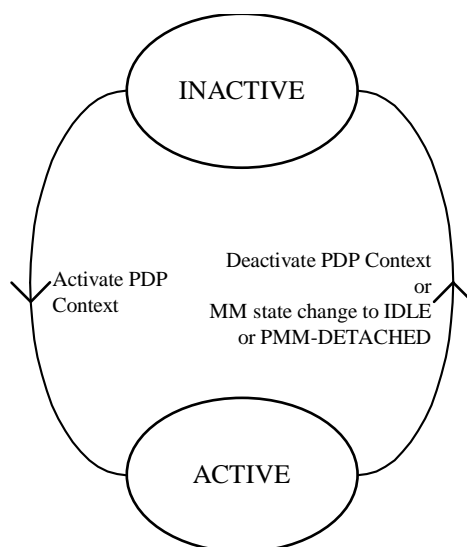 INACTIVE
Activate PDP
Context
Deactivate PDP Context
or
MM state change to IDLE
or PMM-DETACHED
ACTIVE